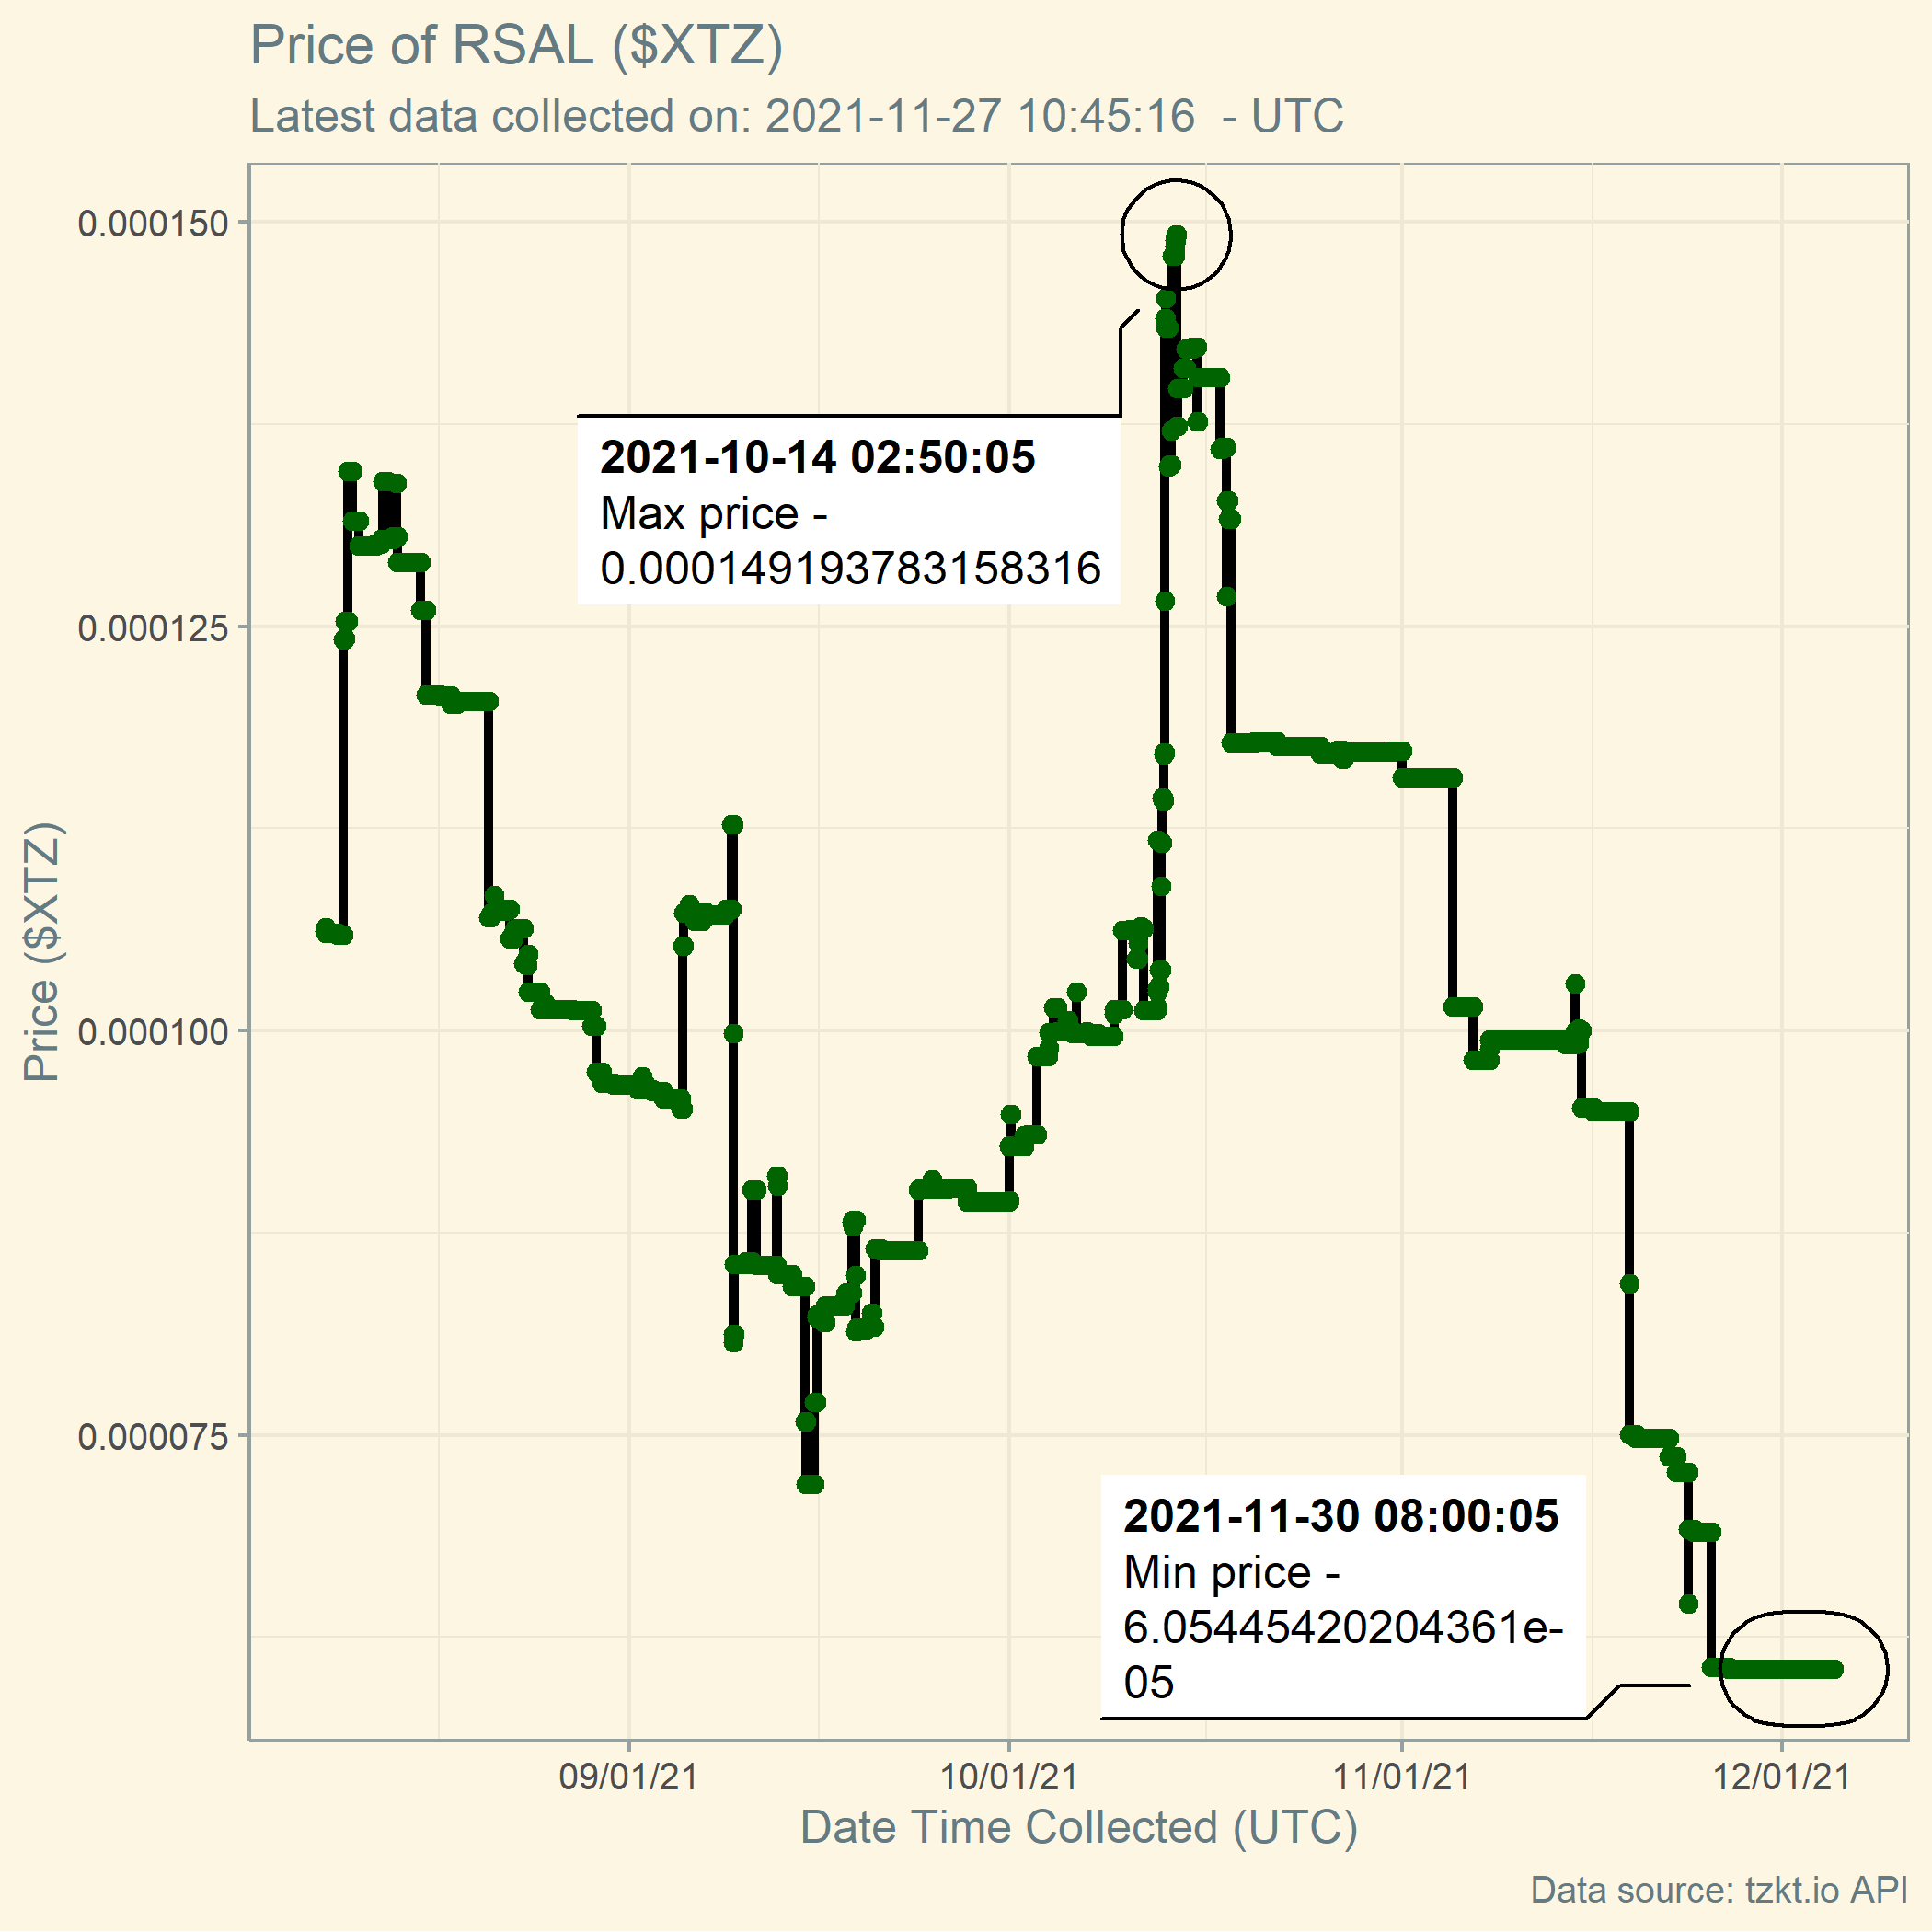 Price of RSAL ($XTZ)
Latest data collected on: 2021-11-27 10:45:16  - UTC
0.000150
0.000125
0.000100
0.000075
Price ($XTZ)
2021-10-14 02:50:05
Max price -
0.000149193783158316
2021-11-30 08:00:05
Min price -
6.05445420204361e-
05
09/01/21
10/01/21
11/01/21
12/01/21
Date Time Collected (UTC)
Data source: tzkt.io API